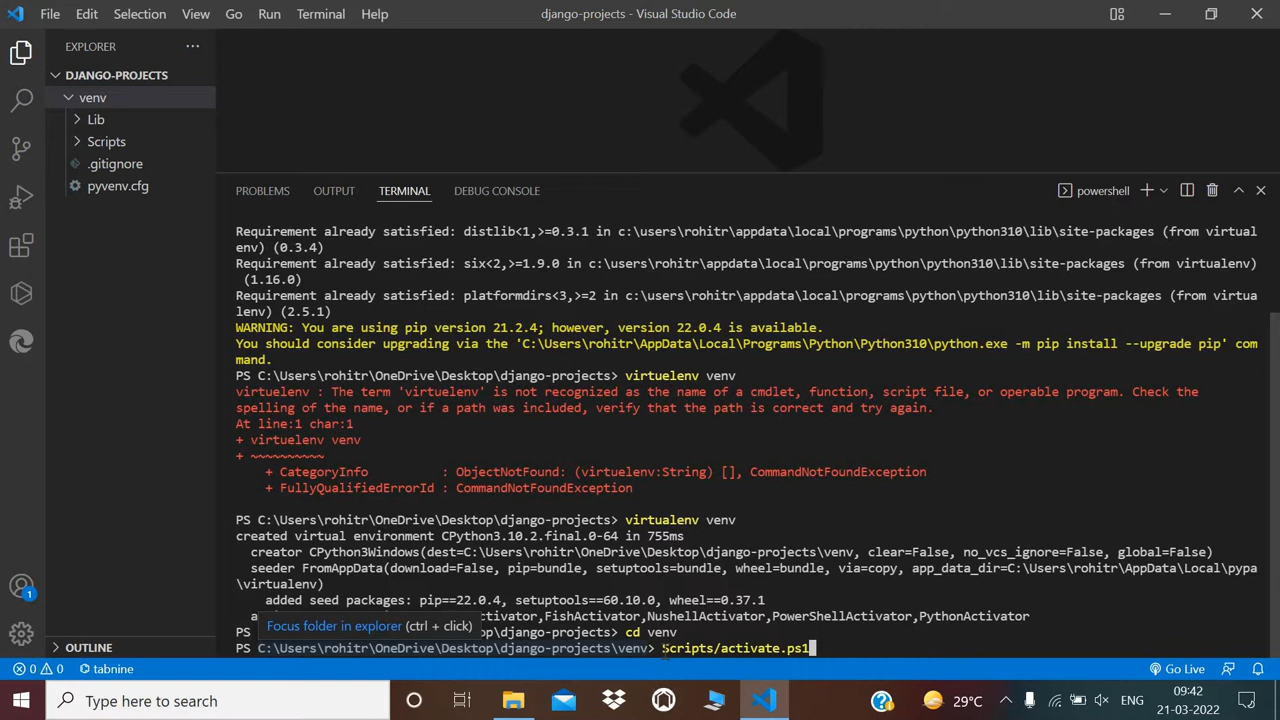 File Edit Selection View Go Run Terminal Help
django-projects - Visual Studio Code
EXPLORER
DJANGO-PROJECTS
venv
Lib
Scripts
.gitignore
pyvenv.cfg
OUTLINE
PROBLEMS OUTPUT TERMINAL DEBUG CONSOLE
powershell
Requirement already satisfied: distlib<1,>=0.3.1 in c:\users\rohitr\appdata\local\programs\python\python310\lib\site-packages (from virtual
env) (0.3.4)
Requirement already satisfied: six<2,>=1.9.0 in c:\users\rohitr\appdata\local\programs\python\python310\lib\site-packages (from virtualenv)
(1.16.0)
Requirement already satisfied: platformdirs<3,>=2 in c:\users\rohitr\appdata\local\programs\python\python310\lib\site-packages (from virtua
lenv) (2.5.1)
WARNING: You are using pip version 21.2.4; however, version 22.0.4 is available.
You should consider upgrading via the 'C:\Users\rohitr\AppData\Local\Programs\Python\Python310\python.exe -m pip install --upgrade pip' com
mand.
PS C:\Users\rohitr\OneDrive\Desktop\django-projects> virtuelenv venv
virtuelenv : The term 'virtuelenv' is not recognized as the name of a cmdlet, function, script file, or operable program. Check the
spelling of the name, or if a path was included, verify that the path is correct and try again.
At line:1 char:1
+ virtuelenv venv
+ ~~~~~~~~~~
+ CategoryInfo : ObjectNotFound: (virtuelenv:String) [], CommandNotFoundException
+ FullyQualifiedErrorId : CommandNotFoundException
PS C:\Users\rohitr\OneDrive\Desktop\django-projects> virtualenv venv
created virtual environment CPython3.10.2.final.0-64 in 755ms
creator CPython3Windows(dest=C:\Users\rohitr\OneDrive\Desktop\django-projects\venv, clear=False, no_vcs_ignore=False, global=False)
seeder FromAppData(download=False, pip=bundle, setuptools=bundle, wheel=bundle, via=copy, app_data_dir=C:\Users\rohitr\AppData\Local\pypa
\virtualenv)
added seed packages: pip==22.0.4, setuptools==60.10.0, wheel==0.37.1
a ctivator,FishActivator,NushellActivator,PowerShellActivator,PythonActivator
Focus folder in explorer (ctrl + click)
PS top\django-projects> cd venv
PS C:\Users\rohitr\OneDrive\Desktop\django-projects\venv> Scripts/activate.ps1
1
tabnine
Go Live
Type here to search
29°C
ENG
09:42
21-03-2022